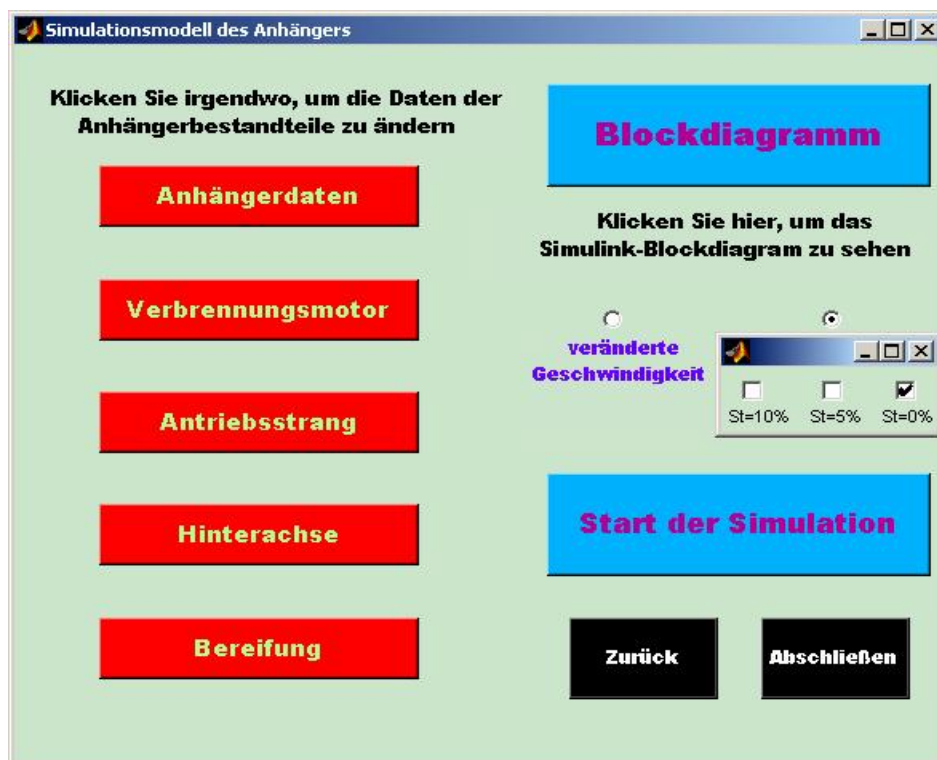 Simulationsmodell des Anhängers
Klicken Sie irgendwo, um die Daten der
Anhängerbestandteile zu ändern
Anhängerdaten
Verbrennungsmotor
Antriebsstrang
Hinterachse
Bereifung
Blockdiagramm
Klicken Sie hier, um das
Simulink-Blockdiagram zu sehen
veränderte
Geschwindigkeit
St=10% St=5% St=0%
Start der Simulation
Zurück
Abschließen